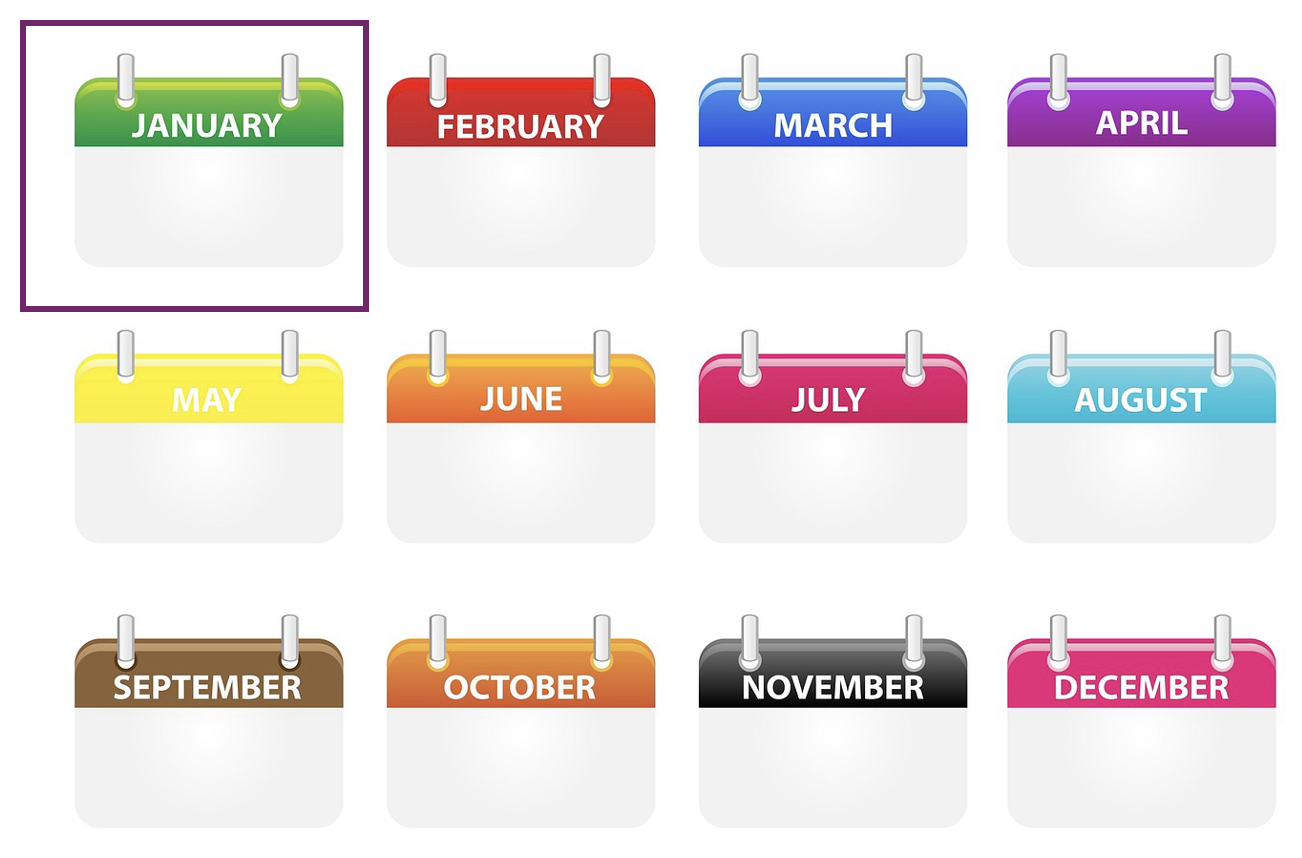 JANUARY
FEBRUARY
MARCH
APRIL
MAY
JUNE
JULY
AUGUST
SEPTEMBER
OCTOBER
NOVEMBER
DECEMBER